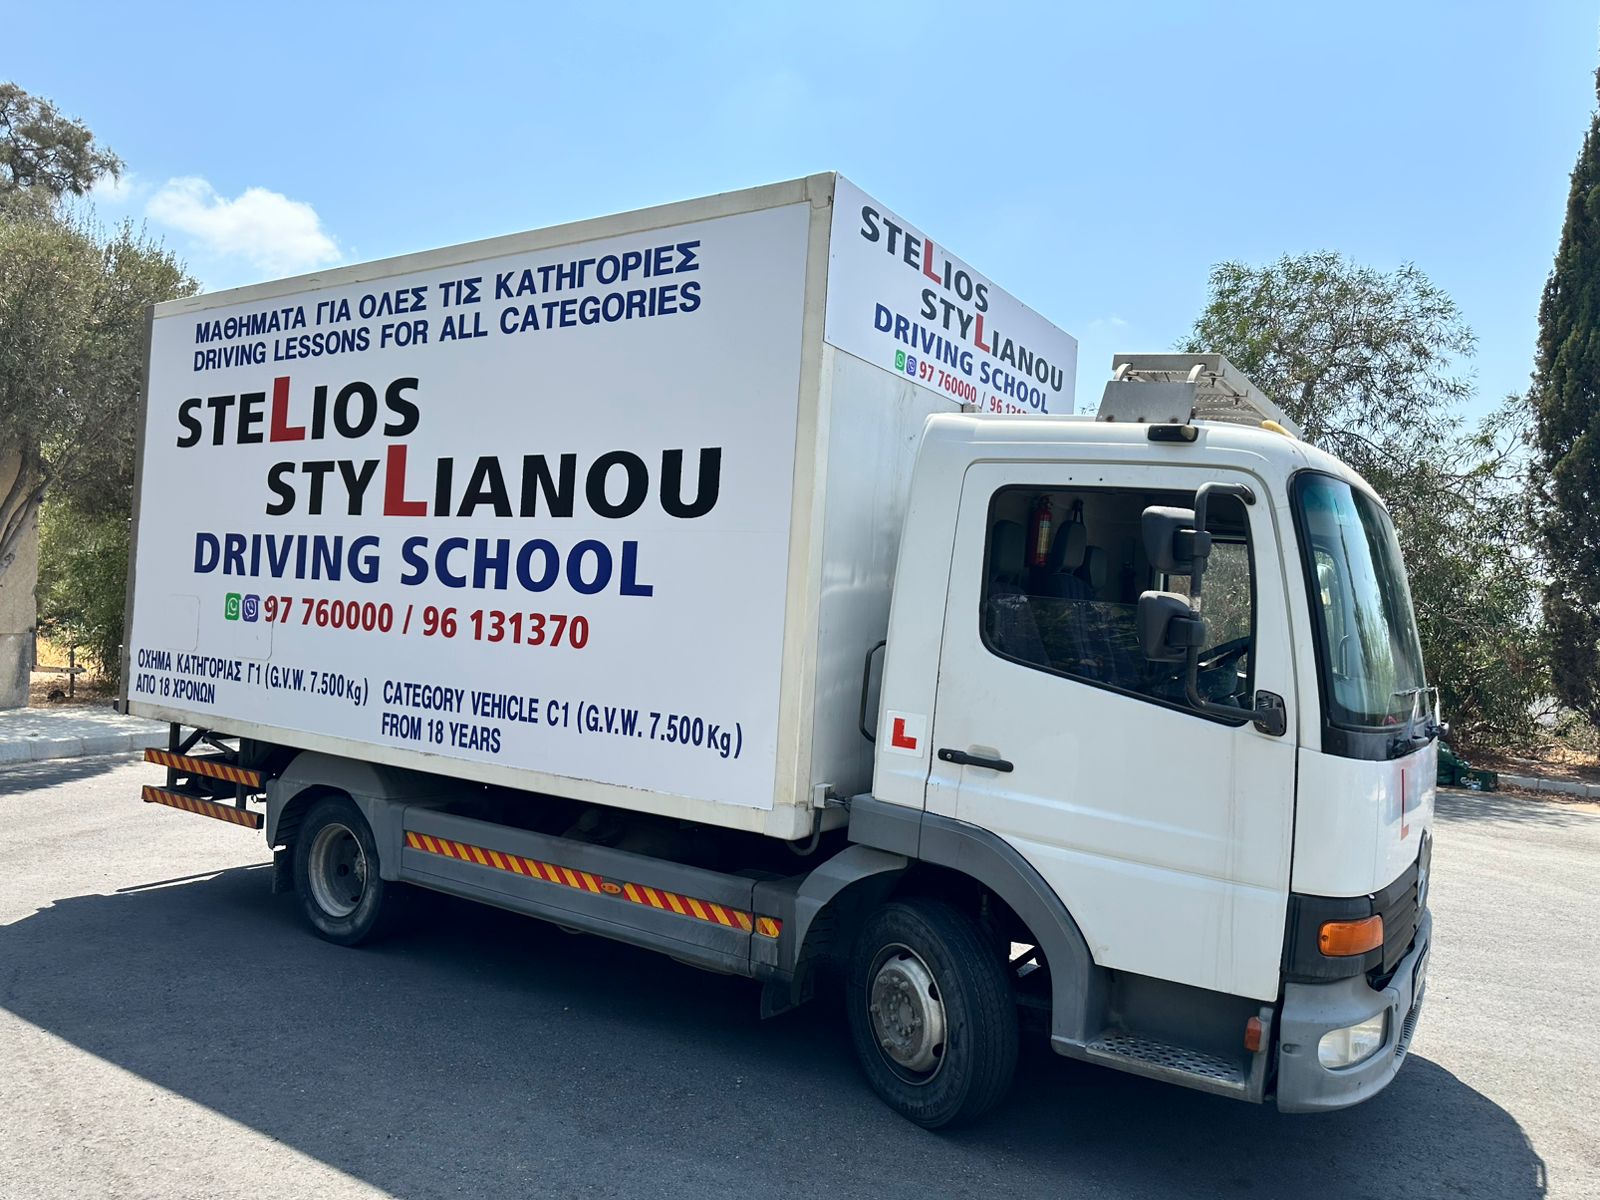 ΜΑΘΗΜΑΤΑ ΓΙΑ ΟΛΕΣ ΤΙΣ ΚΑΤΗΓΟΡΙΕΣ
DRIVING LESSONS FOR ALL CATEGORIES
STELIOS
STYLIANOU
DRIVING SCHOOL
97 760000 / 96 131370
ΟΧΗΜΑ ΚΑΤΗΓΟΡΙΑΣ Γ1 (G.V.W. 7.500 Kg)
ΑΠΟ 18 ΧΡΟΝΩΝ
CATEGORY VEHICLE C1 (G.V.W. 7.500 Kg)
FROM 18 YEARS
STELIOS
STYLIANOU
DRIVING SCHOOL
97 760000 / 96
L
L